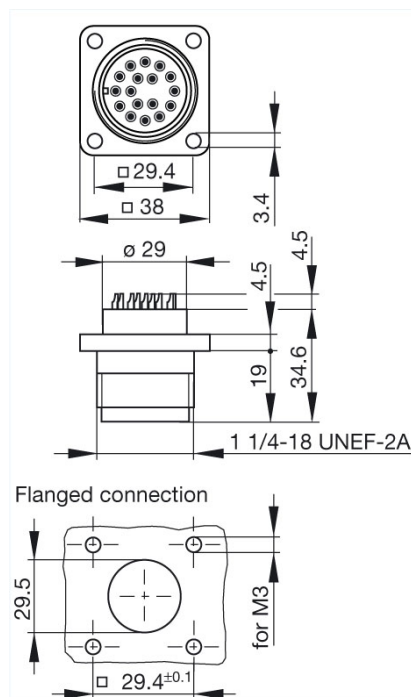 □ 29.4
□ 38
3.4
ø 29
4.5
4.5
19
34.6
1 1/4-18 UNEF-2A
Flanged connection
29.5
for M3
□ 29.4±0.1